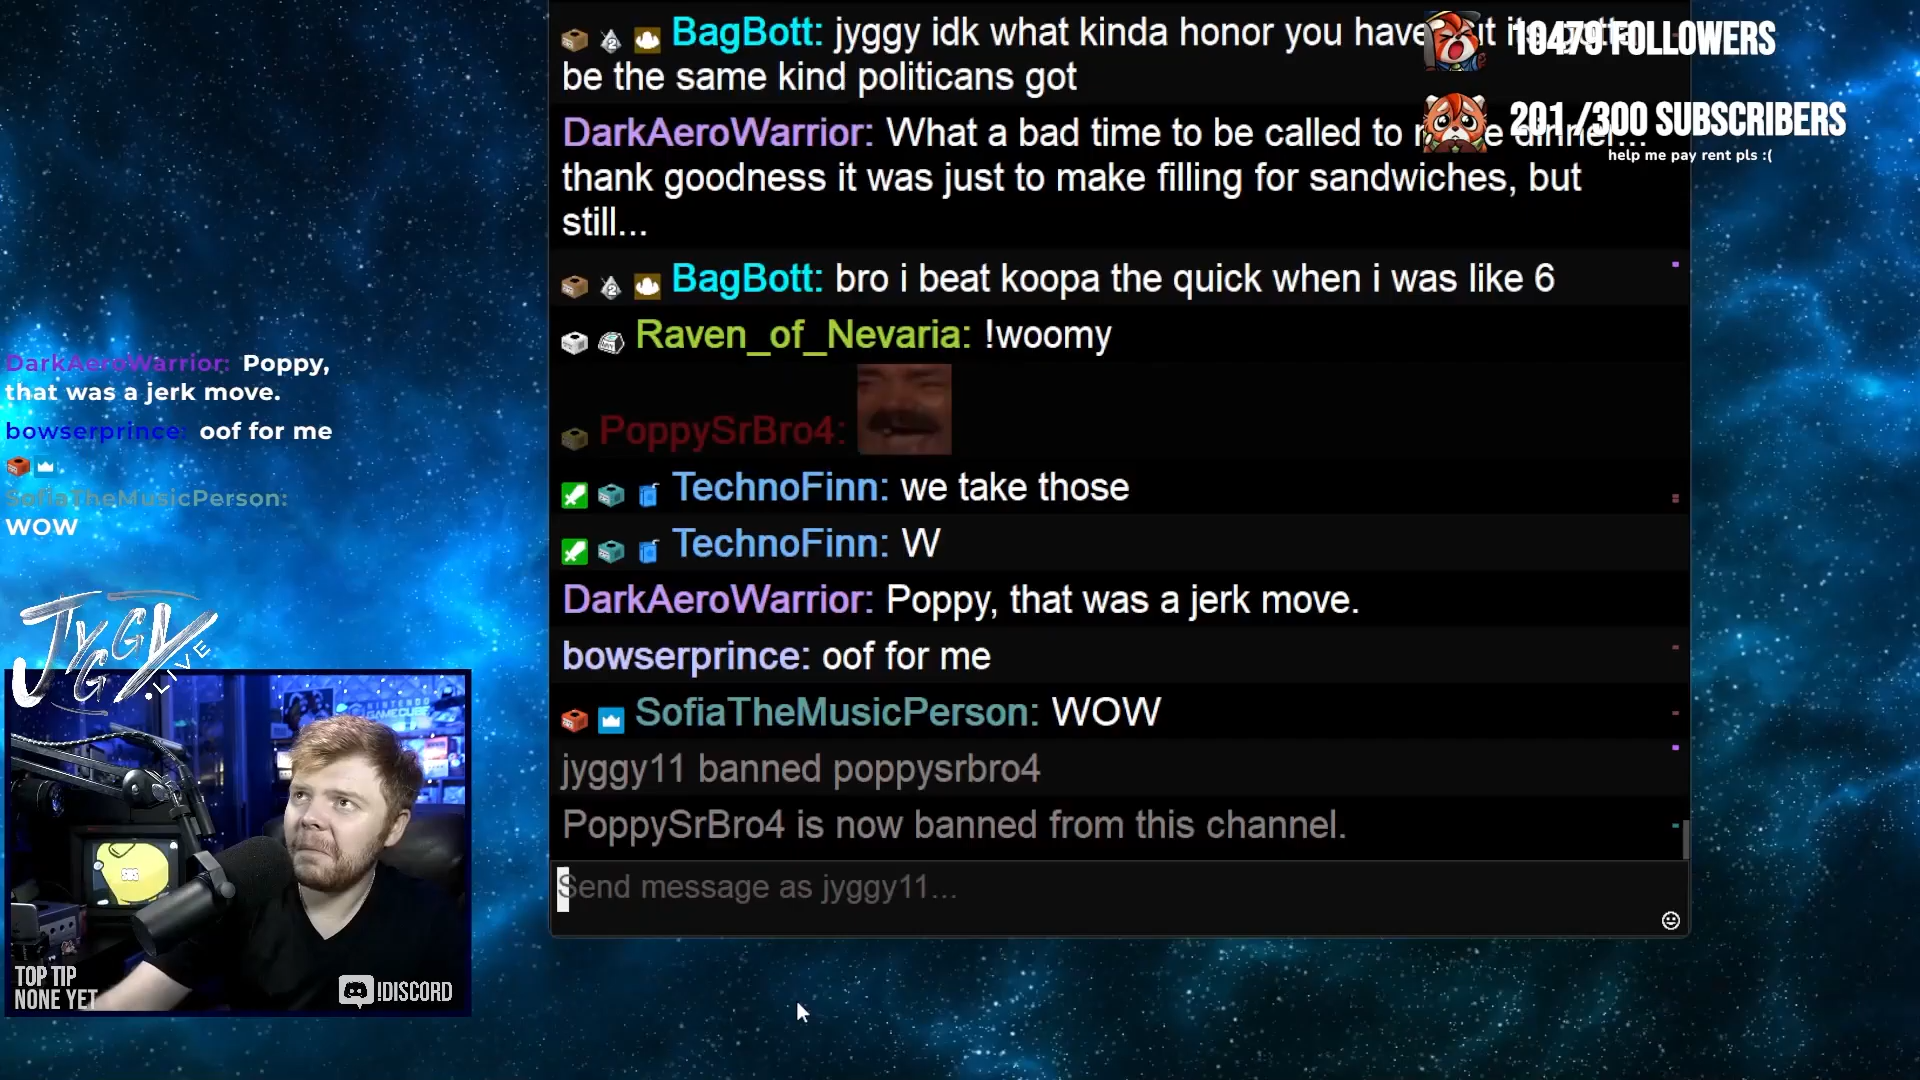 BagBott: jyggy idk what kinda honor you have
be the same kind politicans got
DarkAeroWarrior: What a bad time to be called to dinner...
thank goodness it was just to make filling for sandwiches, but
still...
BagBott: bro i beat koopa the quick when i was like 6
Raven_of_Nevaria: !woomy
PoppySrBro4:
TechnoFinn: we take those
TechnoFinn: W
DarkAeroWarrior: Poppy, that was a jerk move.
bowserprince: oof for me
SofiaTheMusicPerson: WOW
jyggy11 banned poppysrbro4
PoppySrBro4 is now banned from this channel.
Send message as jyggy11...
10479 FOLLOWERS
201 /300 SUBSCRIBERS
help me pay rent pls :(
DarkAeroWarrior: Poppy,
that was a jerk move.
bowserprince: oof for me
SofiaTheMusicPerson:
WOW
JYGGY
.LIVE
NINTENDO
GAMECUBE
SOS
TOP TIP
NONE YET
!DISCORD